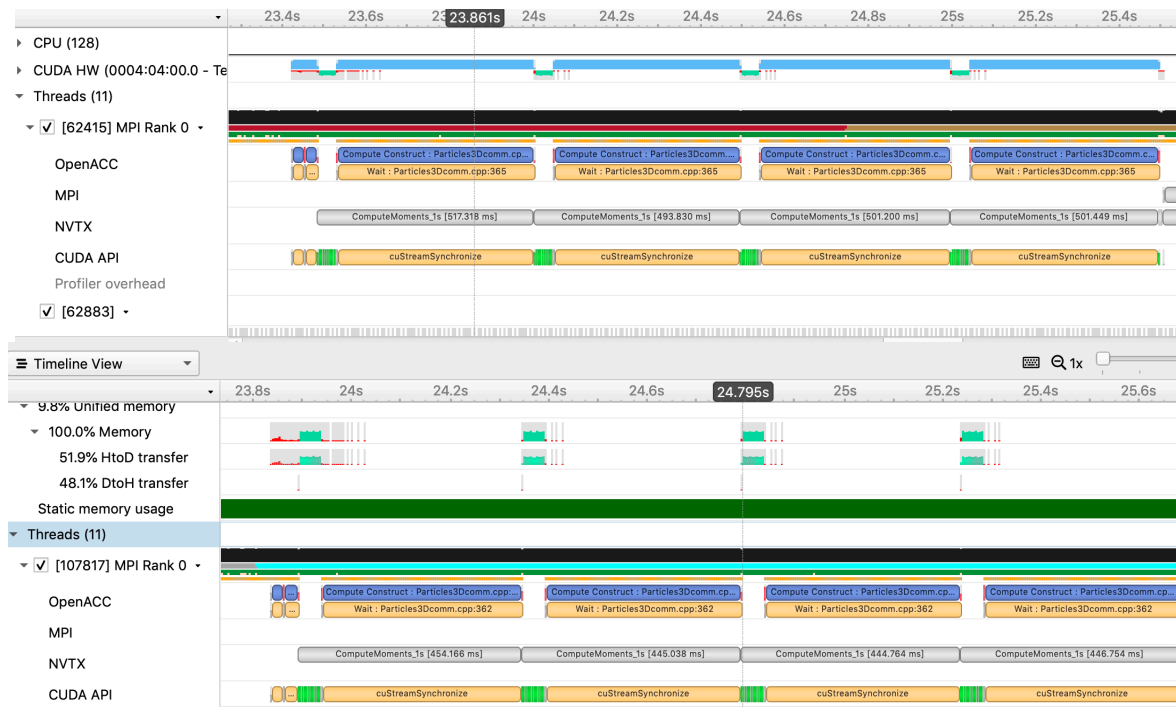 23.4s 23.6s 23 23.861s 24s 24.2s 24.4s 24.6s 24.8s 25s 25.2s 25.4s
CPU (128)
CUDA HW (0004:04:00.0 - Te
Threads (11)
[62415] MPI Rank 0
OpenACC
Compute Construct : Particles3Dcomm.cp... Compute Construct : Particles3Dcomm.... Compute Construct : Particles3Dcomm.cp... Compute Construct : Particles3Dcomm.c...
... Wait : Particles3Dcomm.cpp:365 Wait : Particles3Dcomm.cpp:365 Wait : Particles3Dcomm.cpp:365 Wait : Particles3Dcomm.cpp:365
MPI
NVTX
ComputeMoments_1s [517.318 ms] ComputeMoments_1s [493.830 ms] ComputeMoments_1s [501.200 ms] ComputeMoments_1s [501.449 ms]
CUDA API
cuStreamSynchronize cuStreamSynchronize cuStreamSynchronize cuStreamSynchronize
Profiler overhead
[62883]
Timeline View 1x
23.8s 24s 24.2s 24.4s 24.6s 24.795s 25s 25.2s 25.4s 25.6s
9.8% Unified memory
100.0% Memory
51.9% HtoD transfer
48.1% DtoH transfer
Static memory usage
Threads (11)
[107817] MPI Rank 0
OpenACC
... Compute Construct : Particles3Dcomm.cpp:... Compute Construct : Particles3Dcomm.cpp... Compute Construct : Particles3Dcomm.cp... Compute Construct : Particles3Dcomm.cp...
... Wait : Particles3Dcomm.cpp:362 Wait : Particles3Dcomm.cpp:362 Wait : Particles3Dcomm.cpp:362 Wait : Particles3Dcomm.cpp:362
MPI
NVTX
ComputeMoments_1s [454.166 ms] ComputeMoments_1s [445.038 ms] ComputeMoments_1s [444.764 ms] ComputeMoments_1s [446.754 ms]
CUDA API
... cuStreamSynchronize cuStreamSynchronize cuStreamSynchronize cuStreamSynchronize